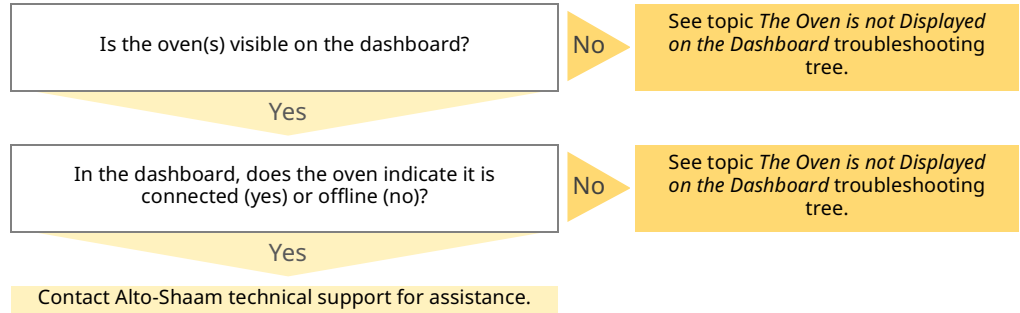 Is the oven(s) visible on the dashboard?
No
See topic The Oven is not Displayed
on the Dashboard troubleshooting
tree.
Yes
In the dashboard, does the oven indicate it is
connected (yes) or offline (no)?
No
See topic The Oven is not Displayed
on the Dashboard troubleshooting
tree.
Yes
Contact Alto-Shaam technical support for assistance.